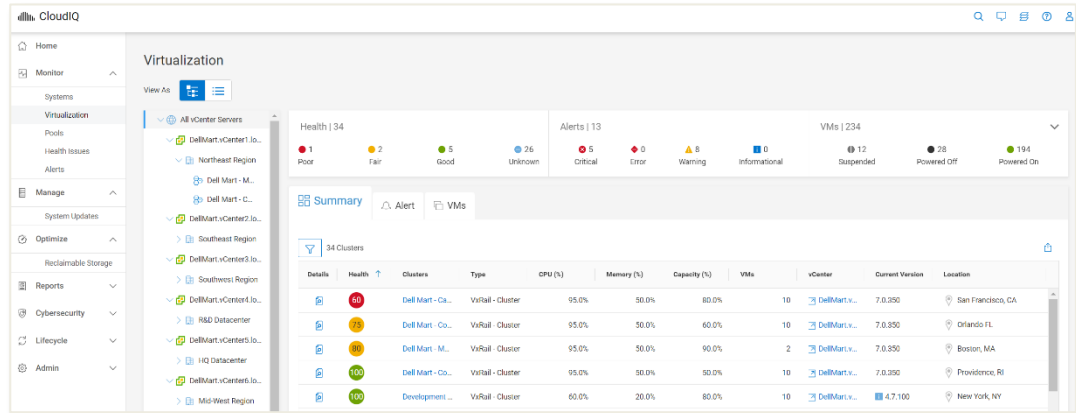 CloudIQ
Home
Monitor
Systems
Virtualization
Pools
Health Issues
Alerts
Manage
System Updates
Optimize
Reclaimable Storage
Reports
Cybersecurity
Lifecycle
Admin
Virtualization
View As
All vCenter Servers
DellMart.vCenter1.lo...
Northeast Region
Dell Mart - M...
Dell Mart - C...
DellMart.vCenter2.lo...
Southeast Region
DellMart.vCenter3.lo...
Southwest Region
DellMart.vCenter4.lo...
R&D Datacenter
DellMart.vCenter5.lo...
HQ Datacenter
DellMart.vCenter6.lo...
Mid-West Region
Health | 34 Alerts | 13 VMs | 234
1 2 5 26 5 0 8 0 12 28 194
Poor Fair Good Unknown Critical Error Warning Informational Suspended Powered Off Powered On
Summary Alert VMs
34 Clusters
Details Health Clusters Type CPU (%) Memory (%) Capacity (%) VMs vCenter Current Version Location
60 Dell Mart - Ca... VxRail - Cluster 95.0% 50.0% 80.0% 10 DellMart.v... 7.0.350 San Francisco, CA
75 Dell Mart - Co... VxRail - Cluster 95.0% 50.0% 60.0% 10 DellMart.v... 7.0.350 Orlando FL
80 Dell Mart - M... VxRail - Cluster 95.0% 50.0% 90.0% 2 DellMart.v... 7.0.350 Boston, MA
100 Dell Mart - Co... VxRail - Cluster 95.0% 50.0% 50.0% 10 DellMart.v... 7.0.350 Providence, RI
100 Development ... VxRail - Cluster 60.0% 20.0% 80.0% 10 DellMart.v... 4.7.100 New York, NY